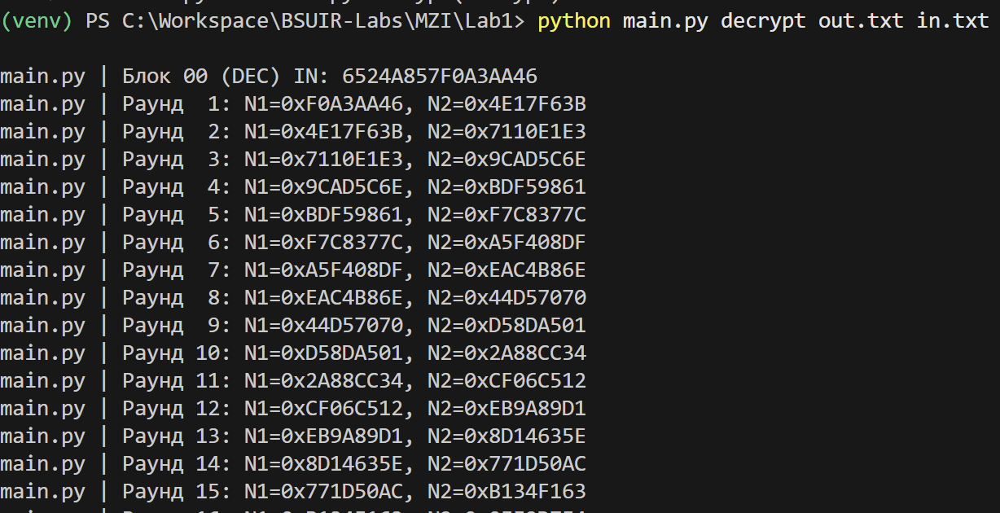 (venv) PS C:\Workspace\BSUIR-Labs\MZI\Lab1> python main.py decrypt out.txt in.txt
main.py | Блок 00 (DEC) IN: 6524A857F0A3AA46
main.py | Раунд  1: N1=0xF0A3AA46, N2=0x4E17F63B
main.py | Раунд  2: N1=0x4E17F63B, N2=0x7110E1E3
main.py | Раунд  3: N1=0x7110E1E3, N2=0x9CAD5C6E
main.py | Раунд  4: N1=0x9CAD5C6E, N2=0xBDF59861
main.py | Раунд  5: N1=0xBDF59861, N2=0xF7C8377C
main.py | Раунд  6: N1=0xF7C8377C, N2=0xA5F408DF
main.py | Раунд  7: N1=0xA5F408DF, N2=0xEAC4B86E
main.py | Раунд  8: N1=0xEAC4B86E, N2=0x44D57070
main.py | Раунд  9: N1=0x44D57070, N2=0xD58DA501
main.py | Раунд 10: N1=0xD58DA501, N2=0x2A88CC34
main.py | Раунд 11: N1=0x2A88CC34, N2=0xCF06C512
main.py | Раунд 12: N1=0xCF06C512, N2=0xEB9A89D1
main.py | Раунд 13: N1=0xEB9A89D1, N2=0x8D14635E
main.py | Раунд 14: N1=0x8D14635E, N2=0x771D50AC
main.py | Раунд 15: N1=0x771D50AC, N2=0xB134F163